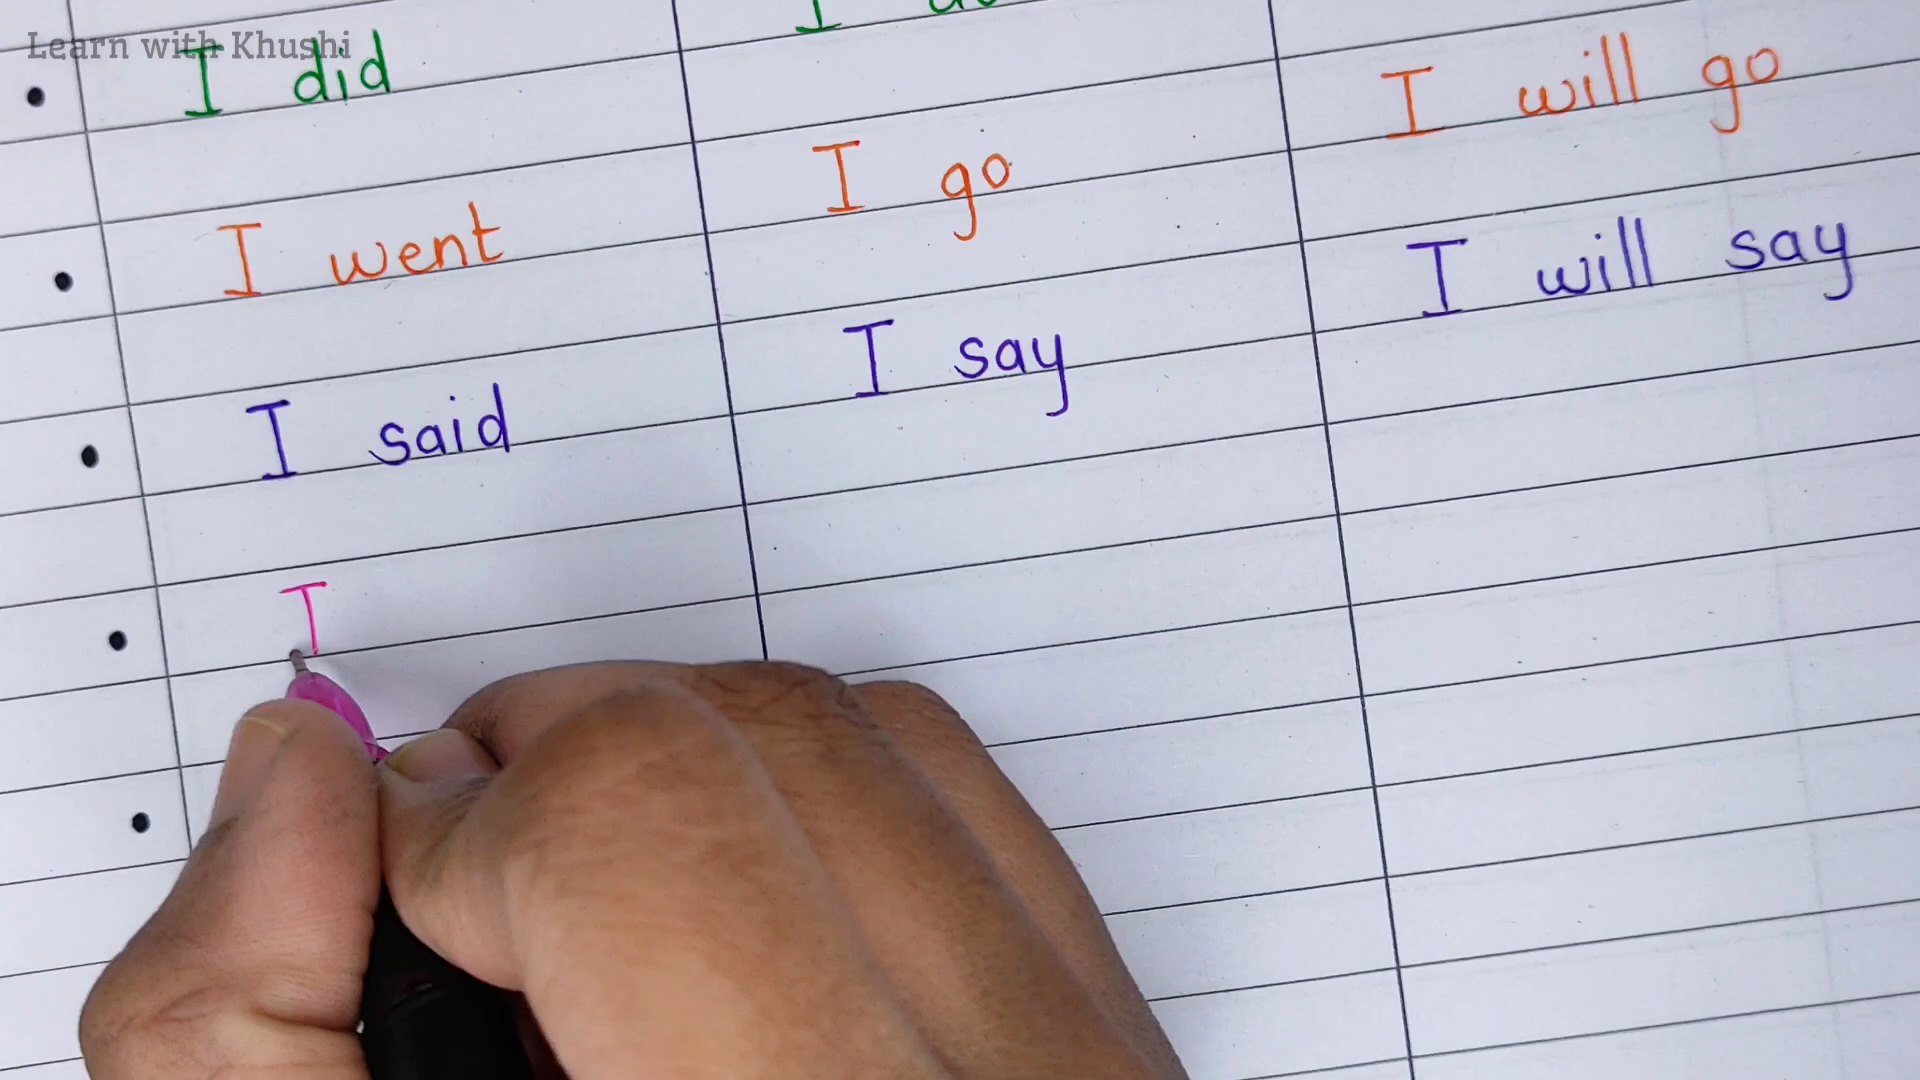 Learn with Khushi
I did
I will go
I go
I went
I will say
I say
I said
I